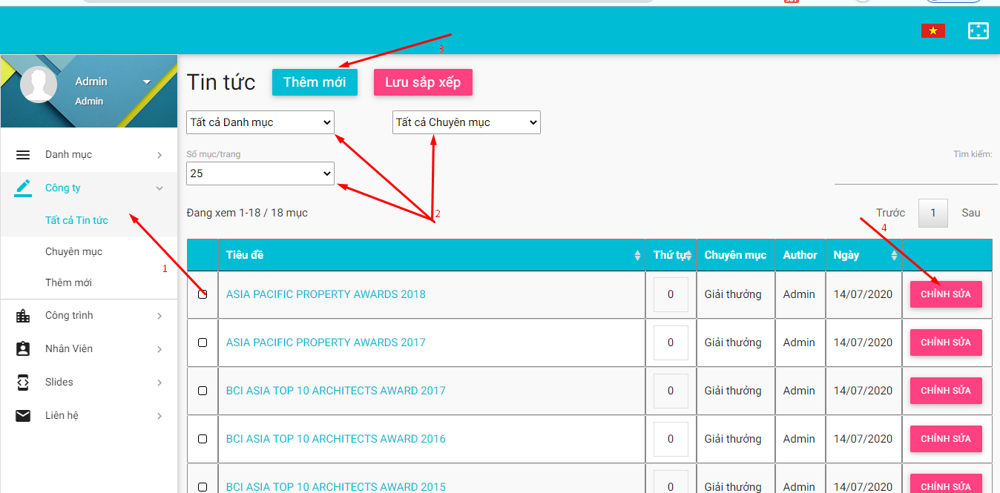 3
Admin
Admin
Tin tức Thêm mới Lưu sắp xếp
Tất cả Danh mục Tất cả Chuyên mục
Danh mục
Số mục/trang Tìm kiếm:
25
Công ty
Đang xem 1-18 / 18 mục 2 Trước 1 Sau
Tất cả Tin tức
4
Chuyên mục
Tiêu đề Thứ tự Chuyên mục Author Ngày
1
Thêm mới
ASIA PACIFIC PROPERTY AWARDS 2018 0 Giải thưởng Admin 14/07/2020 CHỈNH SỬA
Công trình
ASIA PACIFIC PROPERTY AWARDS 2017 0 Giải thưởng Admin 14/07/2020 CHỈNH SỬA
Nhân Viên
Slides
BCI ASIA TOP 10 ARCHITECTS AWARD 2017 0 Giải thưởng Admin 14/07/2020 CHỈNH SỬA
Liên hệ
BCI ASIA TOP 10 ARCHITECTS AWARD 2016 0 Giải thưởng Admin 14/07/2020 CHỈNH SỬA
BCI ASIA TOP 10 ARCHITECTS AWARD 2015 0 Giải thưởng Admin 14/07/2020 CHỈNH SỬA